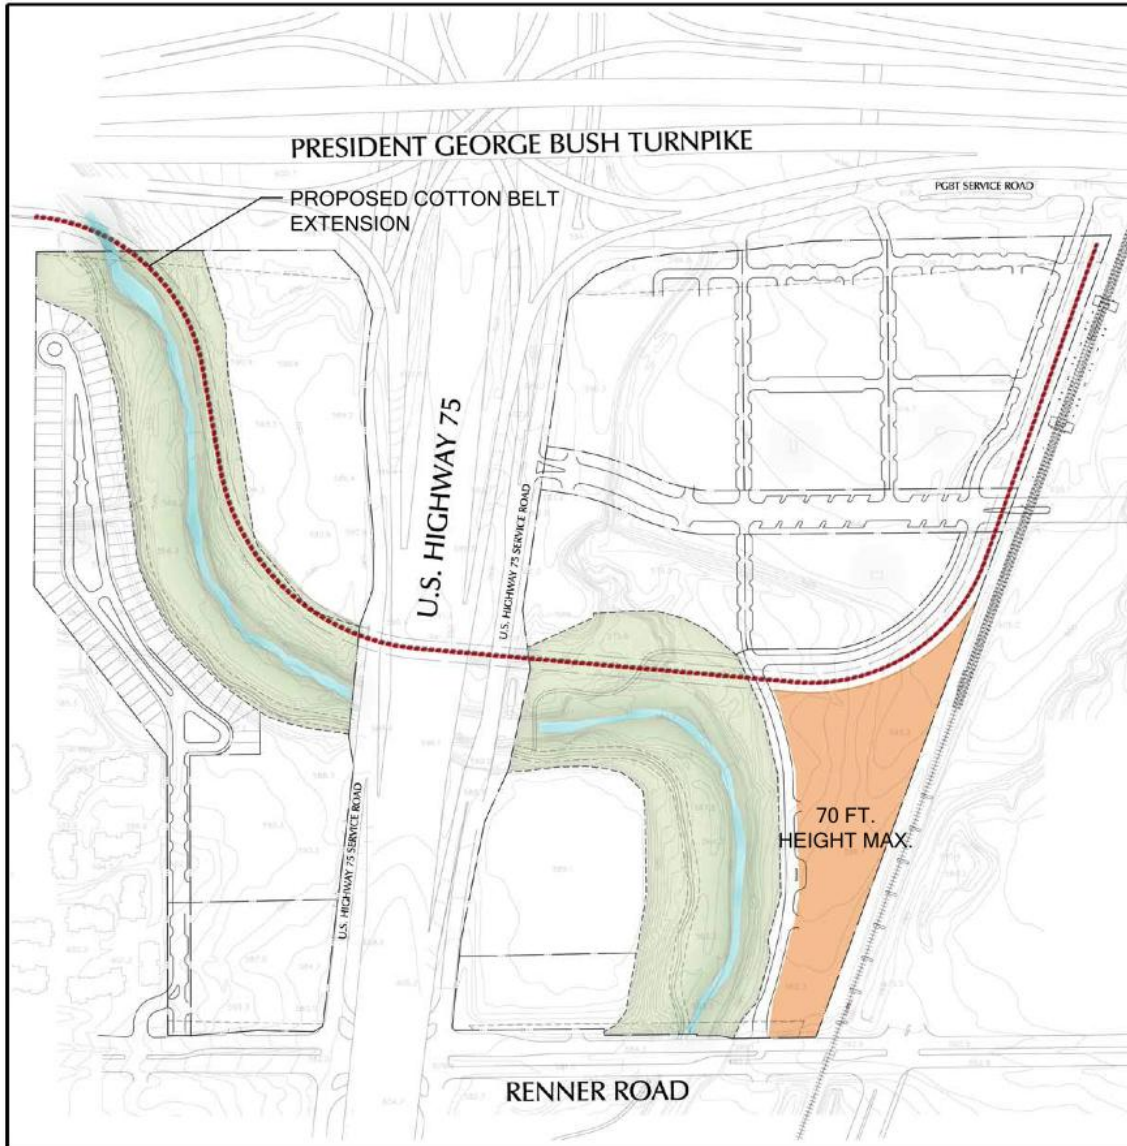 PRESIDENT GEORGE BUSH TURNPIKE
PGBT SERVICE ROAD
PROPOSED COTTON BELT
EXTENSION
U.S. HIGHWAY 75
U.S. HIGHWAY 75 SERVICE ROAD
U.S. HIGHWAY 75 SERVICE ROAD
70 FT.
HEIGHT MAX.
RENNER ROAD